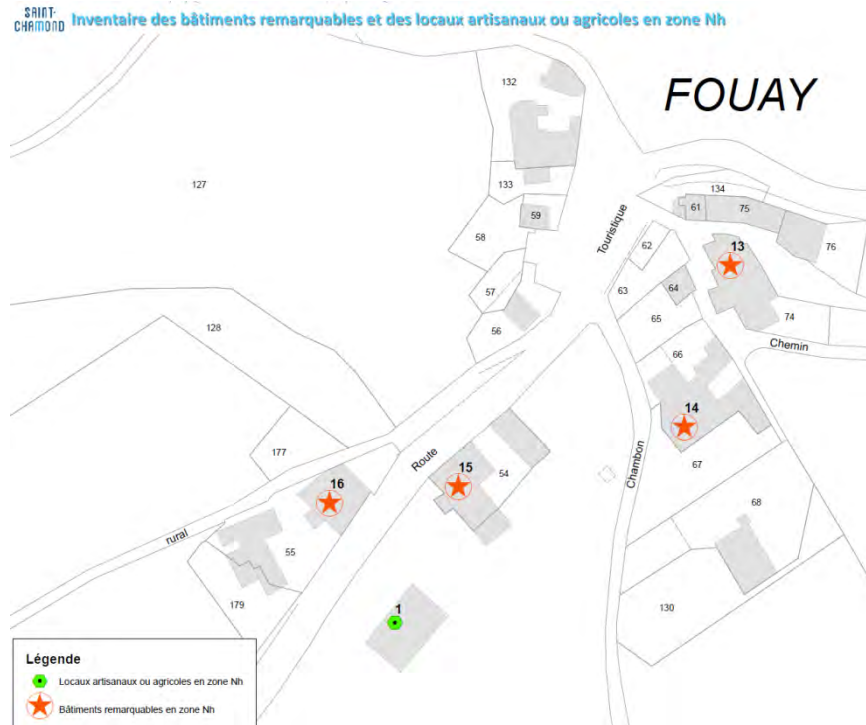 SAINT-
CHAMOND
Inventaire des bâtiments remarquables et des locaux artisanaux ou agricoles en zone Nh
FOUAY
132
127
133
134
59
61
75
58
Touristique
62
13
76
57
63
64
128
56
65
74
Chemin
66
14
177
Route
15
54
67
16
Chambon
68
rural
55
179
1
130
Légende
Locaux artisanaux ou agricoles en zone Nh
Bâtiments remarquables en zone Nh